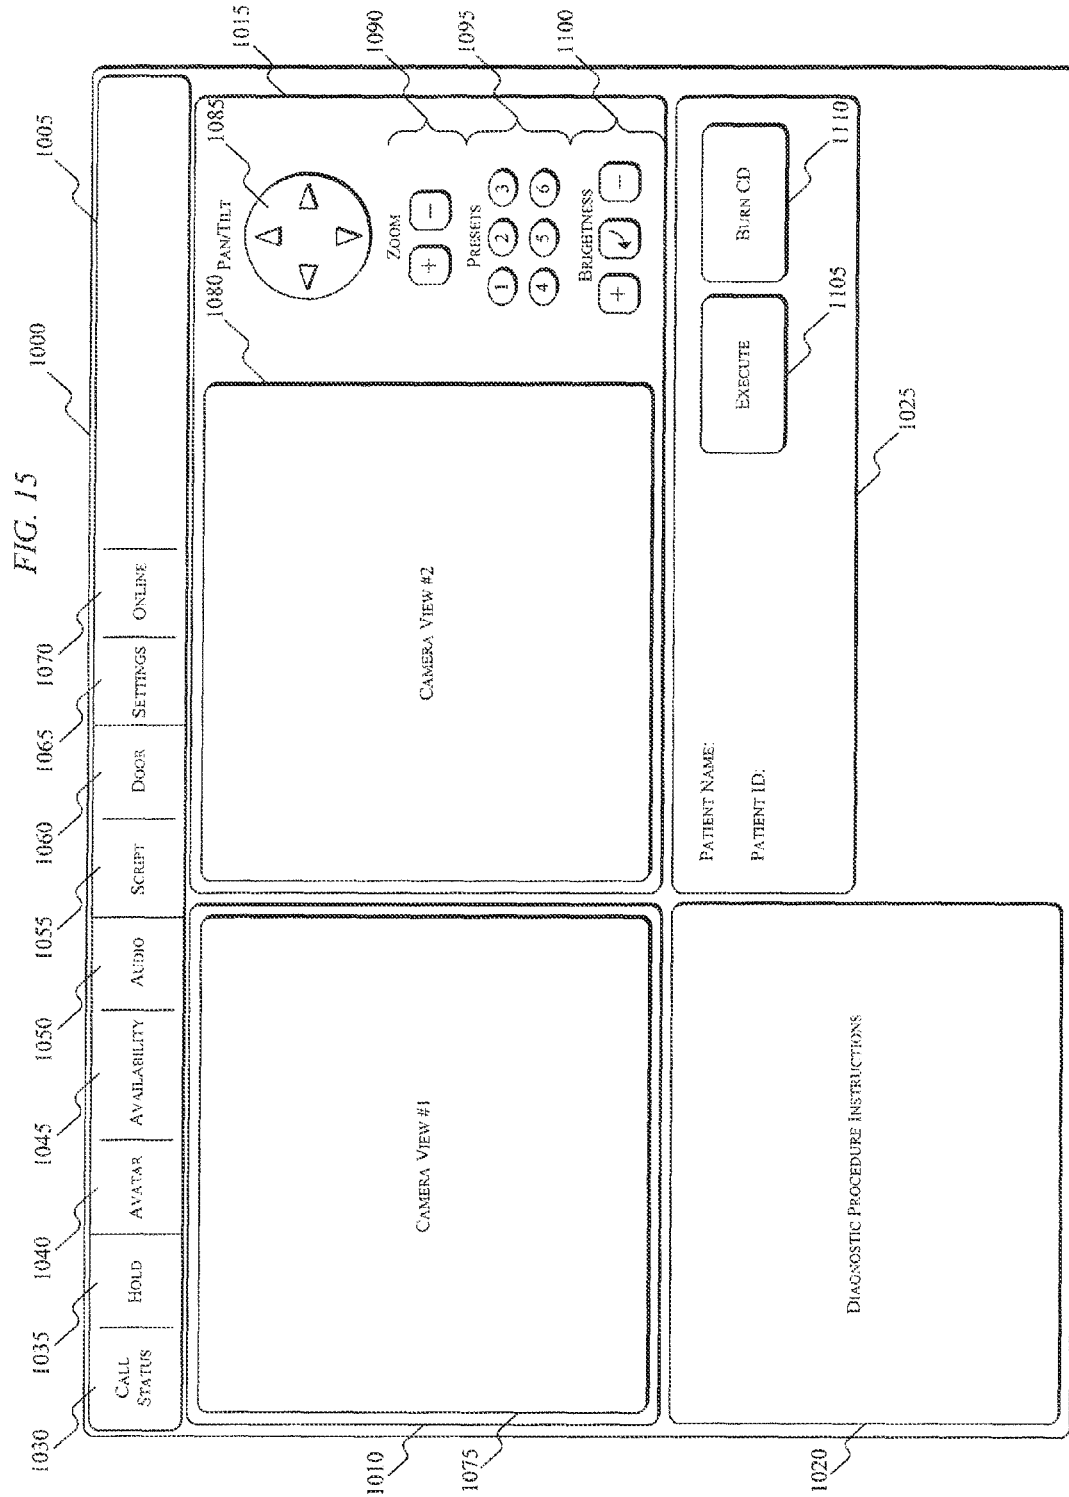 FIG. 15
1000
1005
1030
1035
1040
1045
1050
1055
1060
1065
1070
CALL
STATUS
HOLD
AVATAR
AVAILABILITY
AUDIO
SCRIPT
DOOR
SETTINGS
ONLINE
CAMERA VIEW #1
CAMERA VIEW #2
1080
PAN/TILT
1085
1015
ZOOM
+ −
1090
PRESETS
1 2 3
4 5 6
1095
BRIGHTNESS
+ −
1100
1010
1075
DIAGNOSTIC PROCEDURE INSTRUCTIONS
1020
PATIENT NAME:
PATIENT ID:
EXECUTE
BURN CD
1105
1110
1025